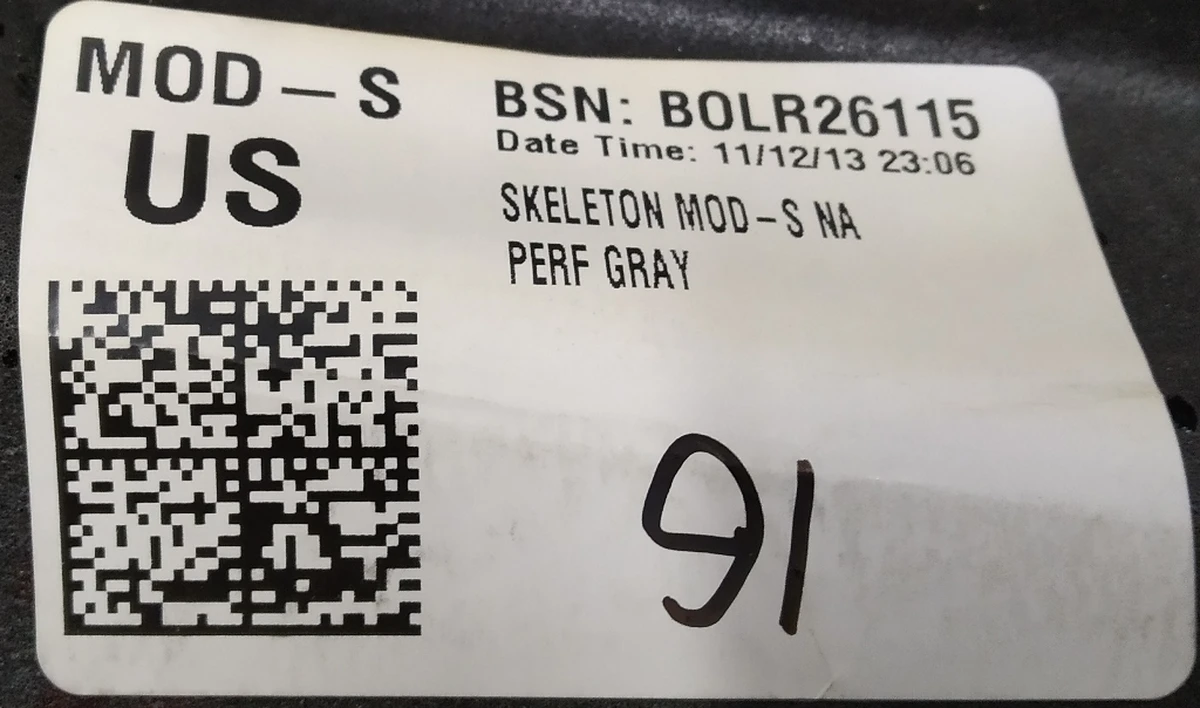 MOD-S
US
BSN: BOLR26115
Date Time: 11/12/13 23:06
SKELETON MOD-S NA
PERF GRAY
91